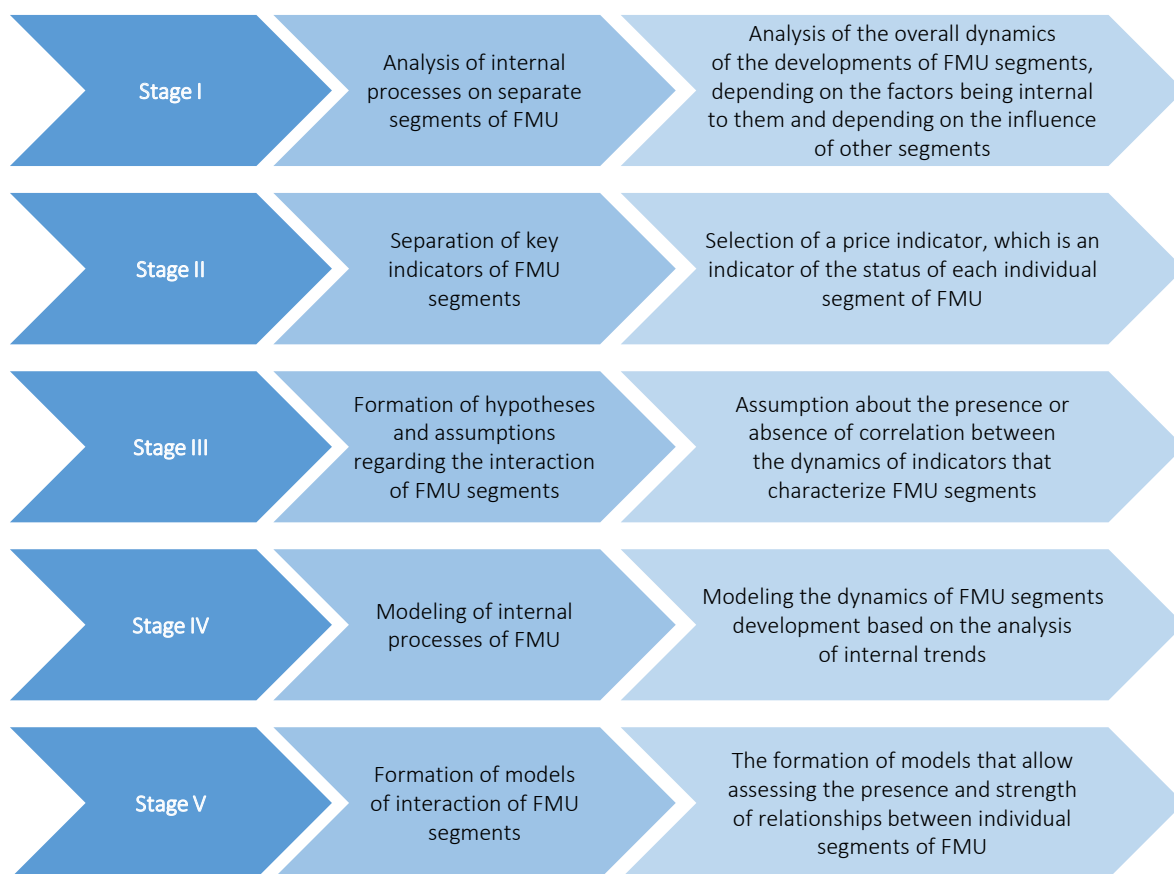 Stage I
Analysis of internal
processes on separate
segments of FMU
Analysis of the overall dynamics
of the developments of FMU segments,
depending on the factors being internal
to them and depending on the influence
of other segments
Stage II
Separation of key
indicators of FMU
segments
Selection of a price indicator, which is an
indicator of the status of each individual
segment of FMU
Stage III
Formation of hypotheses
and assumptions
regarding the interaction
of FMU segments
Assumption about the presence or
absence of correlation between
the dynamics of indicators that
characterize FMU segments
Stage IV
Modeling of internal
processes of FMU
Modeling the dynamics of FMU segments
development based on the analysis
of internal trends
Stage V
Formation of models
of interaction of FMU
segments
The formation of models that allow
assessing the presence and strength
of relationships between individual
segments of FMU